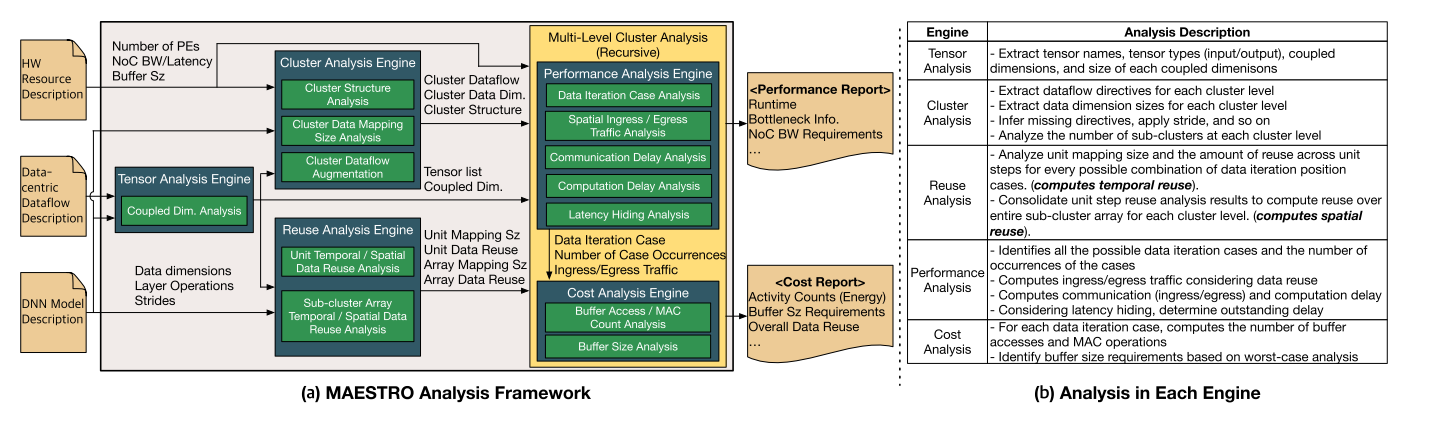 HW
Resource
Description
Data-
centric
Dataflow
Description
DNN Model
Description
Number of PEs
NoC BW/Latency
Buffer Sz
Tensor Analysis Engine
Coupled Dim. Analysis
Data dimensions
Layer Operations
Strides
Cluster Analysis Engine
Cluster Structure
Analysis
Cluster Data Mapping
Size Analysis
Cluster Dataflow
Augmentation
Reuse Analysis Engine
Unit Temporal / Spatial
Data Reuse Analysis
Sub-cluster Array
Temporal / Spatial Data
Reuse Analysis
Cluster Dataflow
Cluster Data Dim.
Cluster Structure
Tensor list
Coupled Dim.
Unit Mapping Sz
Unit Data Reuse
Array Mapping Sz
Array Data Reuse
Multi-Level Cluster Analysis
(Recursive)
Performance Analysis Engine
Data Iteration Case Analysis
Spatial Ingress / Egress
Traffic Analysis
Communication Delay Analysis
Computation Delay Analysis
Latency Hiding Analysis
Data Iteration Case
Number of Case Occurrences
Ingress/Egress Traffic
Cost Analysis Engine
Buffer Access / MAC
Count Analysis
Buffer Size Analysis
<Performance Report>
Runtime
Bottleneck Info.
NoC BW Requirements
...
<Cost Report>
Activity Counts (Energy)
Buffer Sz Requirements
Overall Data Reuse
...
(a) MAESTRO Analysis Framework
Engine
Analysis Description
Tensor
Analysis
- Extract tensor names, tensor types (input/output), coupled
dimensions, and size of each coupled dimenisons
Cluster
Analysis
- Extract dataflow directives for each cluster level
- Extract data dimension sizes for each cluster level
- Infer missing directives, apply stride, and so on
- Analyze the number of sub-clusters at each cluster level
Reuse
Analysis
- Analyze unit mapping size and the amount of reuse across unit
steps for every possible combination of data iteration position
cases. (computes temporal reuse).
- Consolidate unit step reuse analysis results to compute reuse over
entire sub-cluster array for each cluster level. (computes spatial
reuse).
Performance
Analysis
- Identifies all the possible data iteration cases and the number of
occurrences of the cases
- Computes ingress/egress traffic considering data reuse
- Computes communication (ingress/egress) and computation delay
- Considering latency hiding, determine outstanding delay
Cost
Analysis
- For each data iteration case, computes the number of buffer
accesses and MAC operations
- Identify buffer size requirements based on worst-case analysis
(b) Analysis in Each Engine